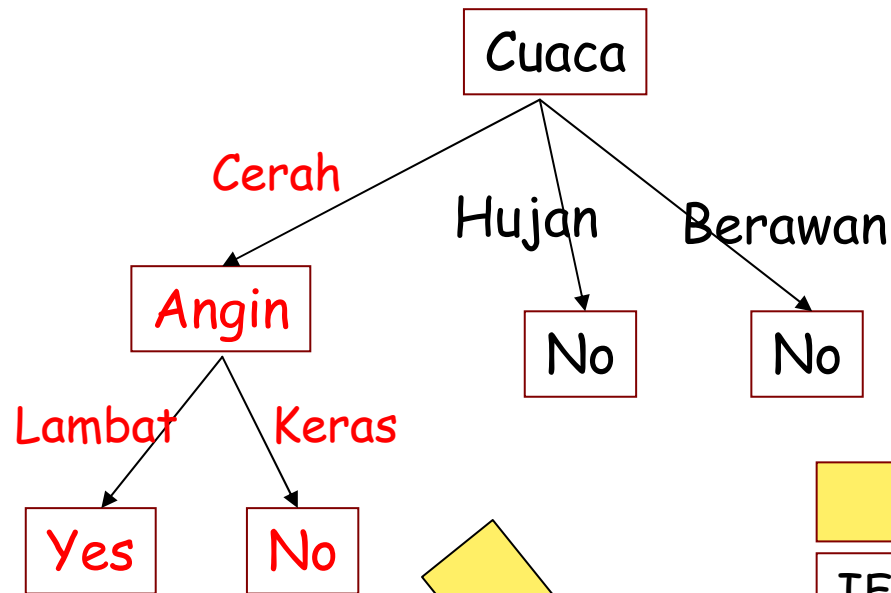 Cuaca
Cerah
Hujan
Berawan
Angin
No
No
Lambat
Keras
Yes
No